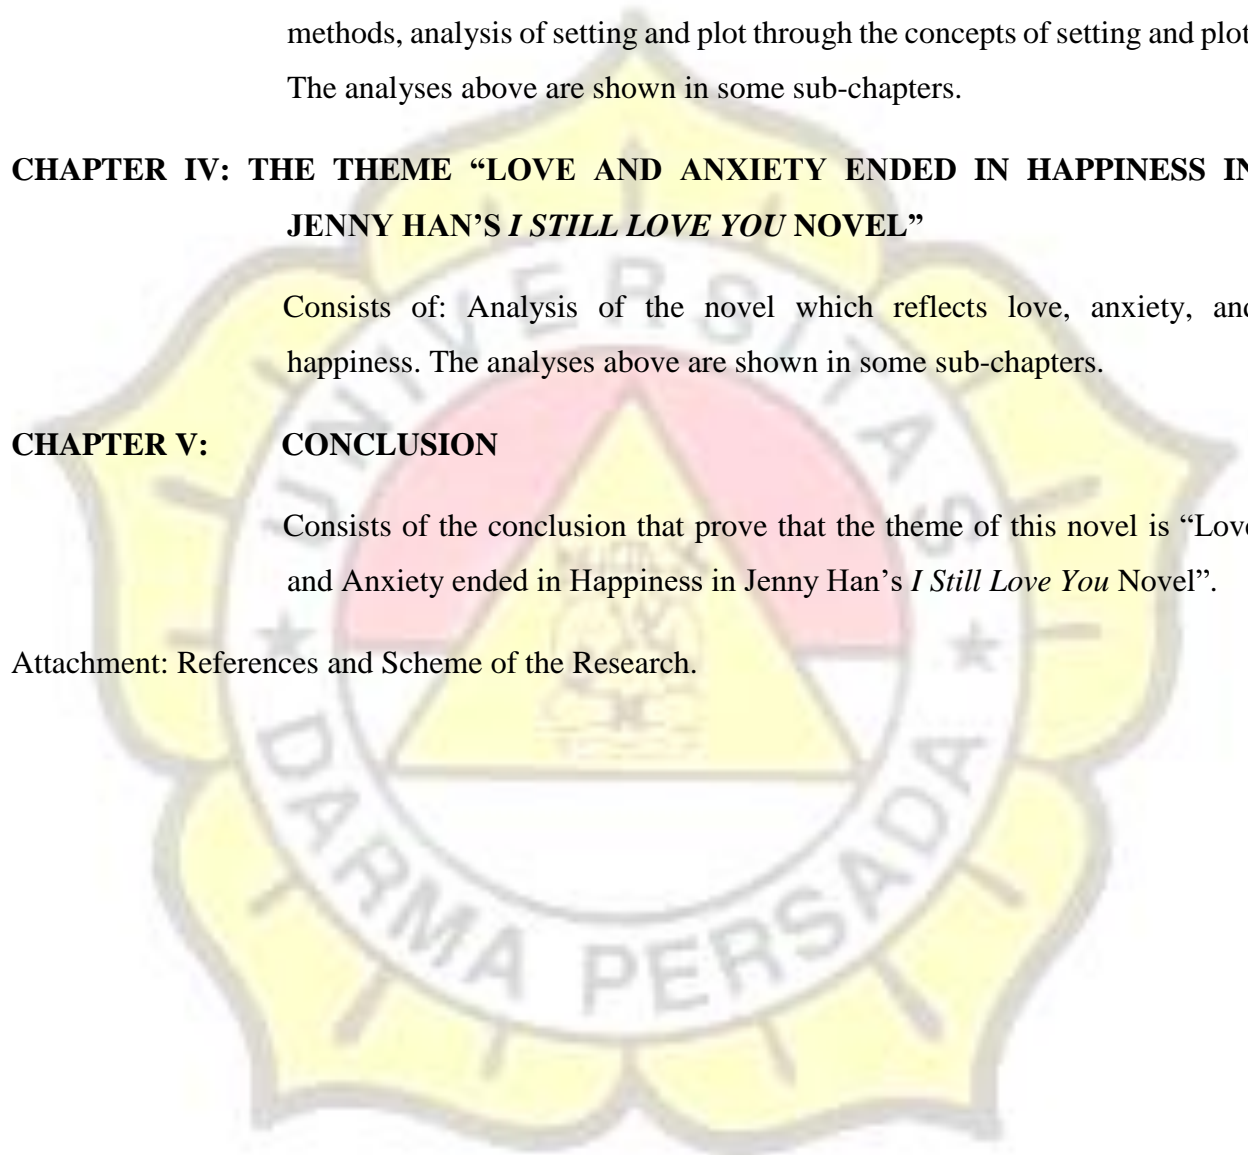 methods, analysis of setting and plot through the concepts of setting and plot
The analyses above are shown in some sub-chapters.
CHAPTER IV: THE THEME “LOVE AND ANXIETY ENDED IN HAPPINESS IN
JENNY HAN’S I STILL LOVE YOU NOVEL”
Consists of: Analysis of the novel which reflects love, anxiety, and
happiness. The analyses above are shown in some sub-chapters.
CHAPTER V: CONCLUSION
Consists of the conclusion that prove that the theme of this novel is “Love
and Anxiety ended in Happiness in Jenny Han’s I Still Love You Novel”.
Attachment: References and Scheme of the Research.
UNIVERSITAS
DARMA PERSADA